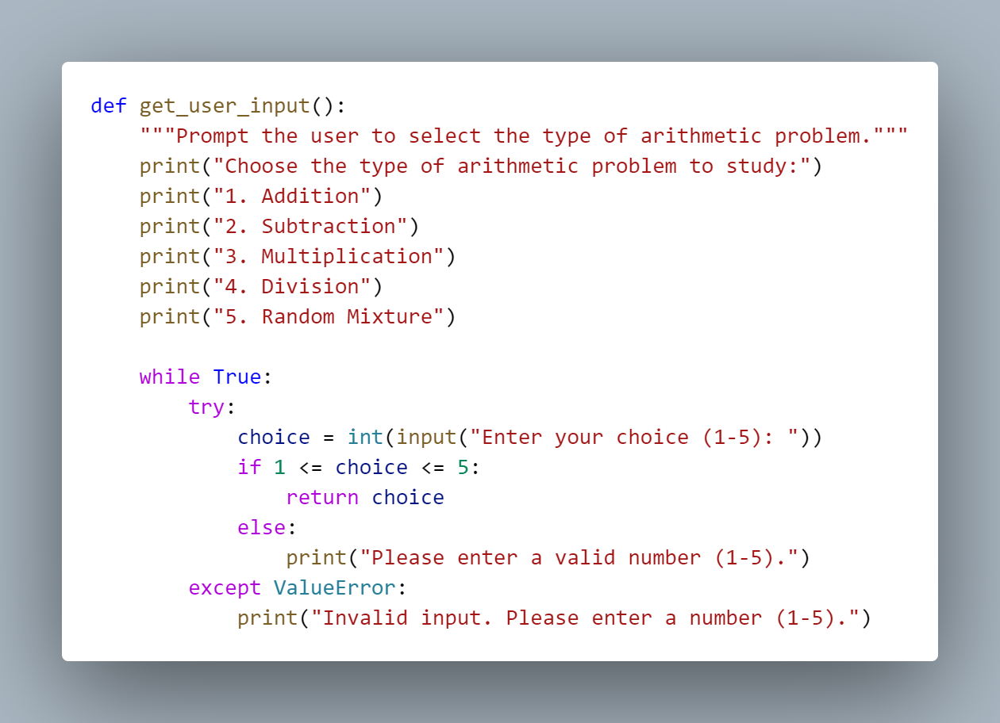 def get_user_input():
    """Prompt the user to select the type of arithmetic problem."""
    print("Choose the type of arithmetic problem to study:")
    print("1. Addition")
    print("2. Subtraction")
    print("3. Multiplication")
    print("4. Division")
    print("5. Random Mixture")

    while True:
        try:
            choice = int(input("Enter your choice (1-5): "))
            if 1 <= choice <= 5:
                return choice
            else:
                print("Please enter a valid number (1-5).")
        except ValueError:
            print("Invalid input. Please enter a number (1-5).")